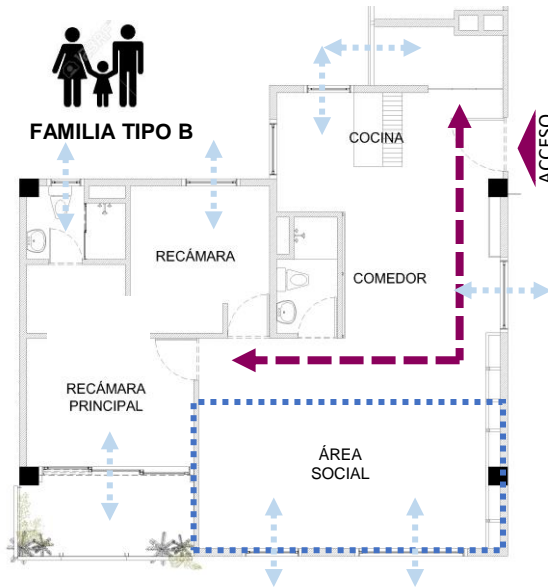 FAMILIA TIPO B
COCINA
ACCESO
RECÁMARA
COMEDOR
RECÁMARA
PRINCIPAL
ÁREA
SOCIAL